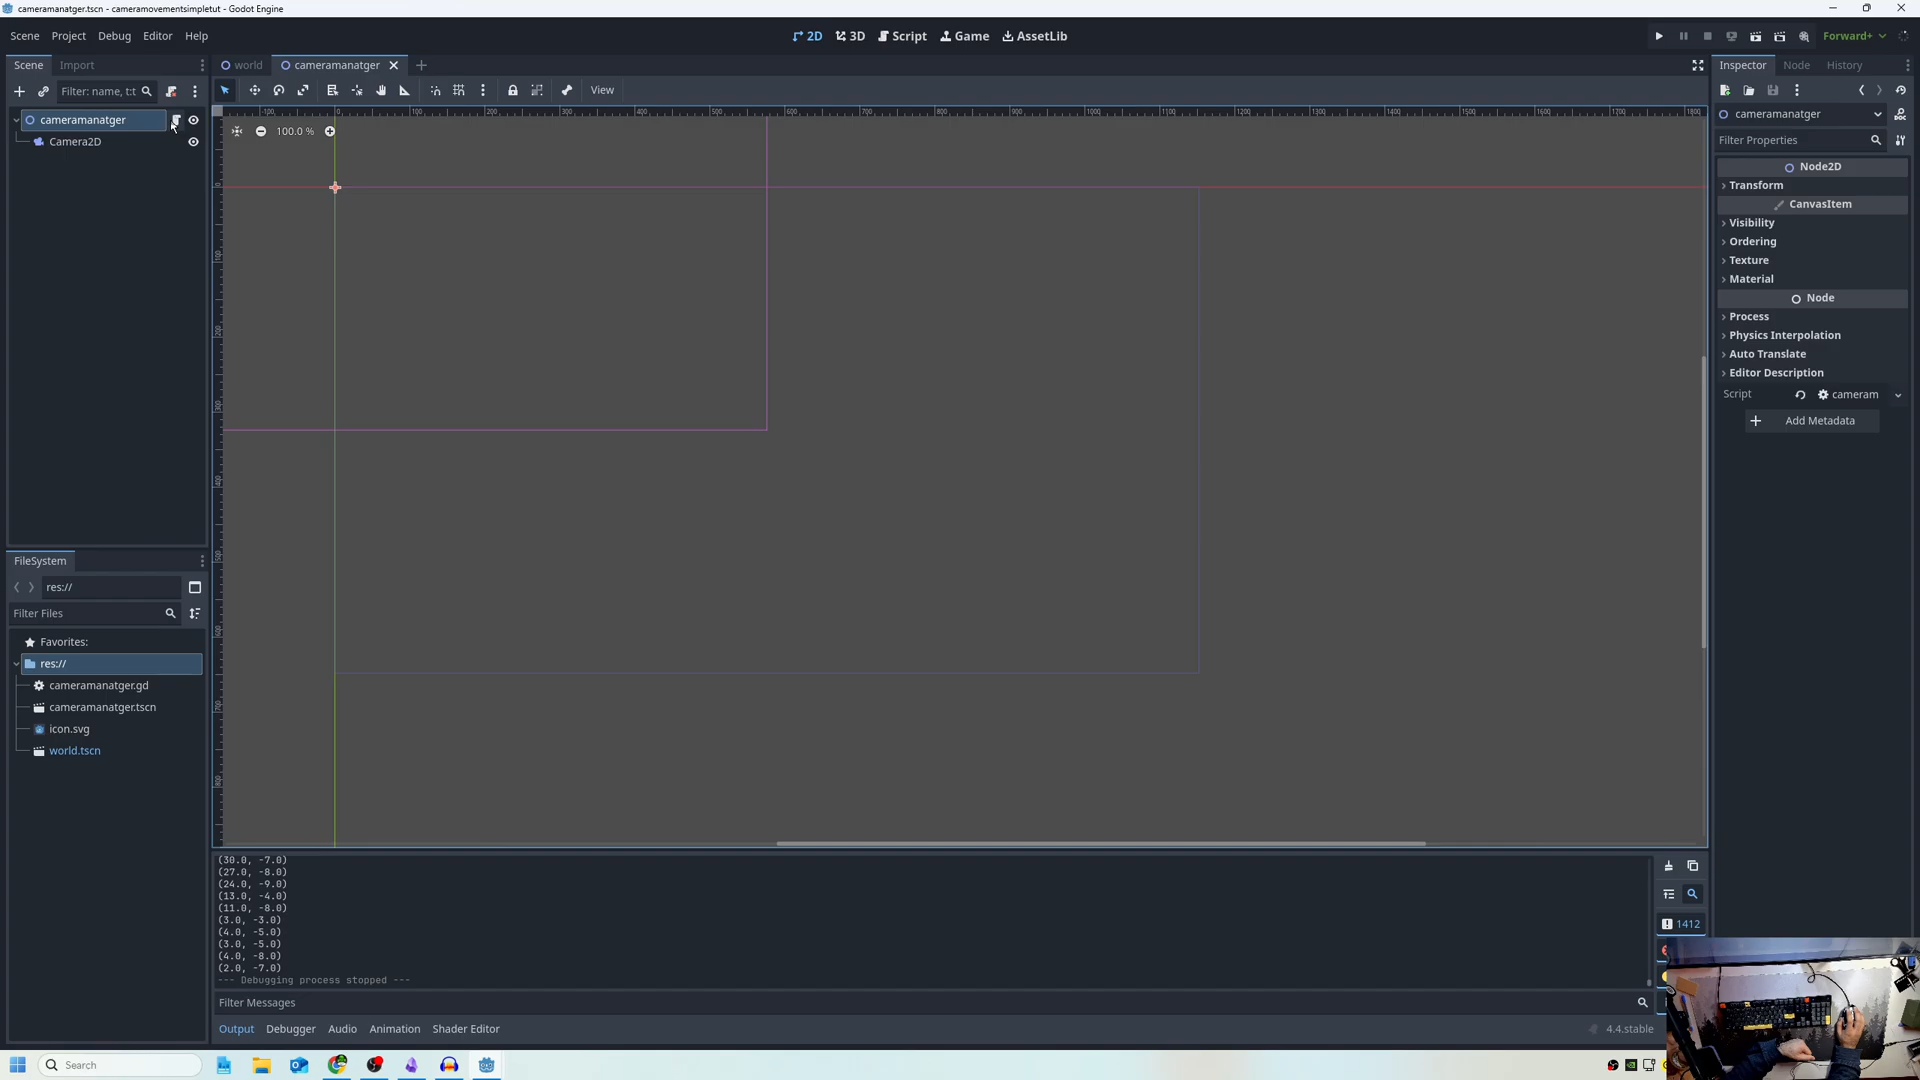 cameramanatger.tscn - cameramovementsimpletut - Godot Engine
Scene Project Debug Editor Help
2D 3D Script Game AssetLib
Forward+
Scene Import
world cameramanatger
Inspector Node History
Filter: name, t:t
View
cameramanatger
Camera2D
100.0 %
cameramanatger
Filter Properties
Node2D
Transform
CanvasItem
Visibility
Ordering
Texture
Material
Node
Process
Physics Interpolation
Auto Translate
Editor Description
Script cameram
Add Metadata
FileSystem
res://
Filter Files
Favorites:
res://
cameramanatger.gd
cameramanatger.tscn
icon.svg
world.tscn
(30.0, -7.0)
(27.0, -8.0)
(24.0, -9.0)
(13.0, -4.0)
(11.0, -8.0)
(3.0, -3.0)
(4.0, -5.0)
(3.0, -5.0)
(4.0, -8.0)
(2.0, -7.0)
--- Debugging process stopped ---
1412
Filter Messages
Output Debugger Audio Animation Shader Editor
4.4.stable
Search